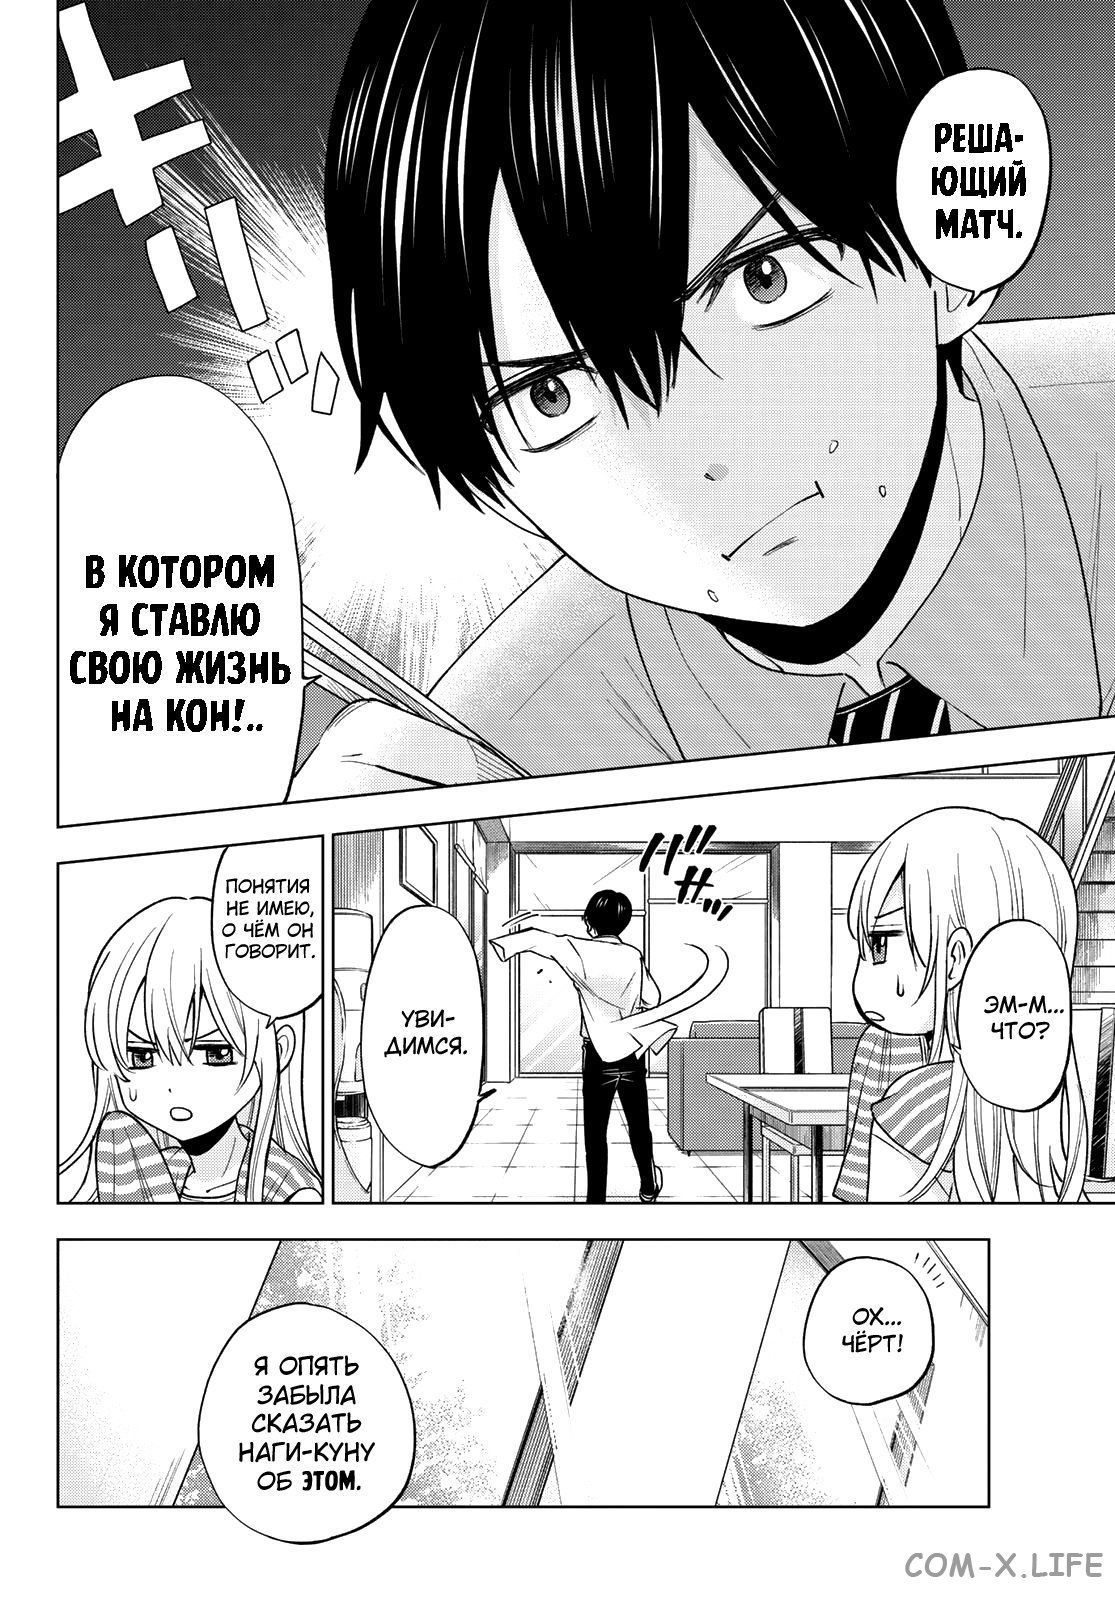 РЕША-
ЮЩИЙ
МАТЧ.
В КОТОРОМ
Я СТАВЛЮ
СВОЮ ЖИЗНЬ
НА КОН!..
ЭМ-М...
ЧТО?
УВИ-
ДИМСЯ.
ПОНЯТИЯ
НЕ ИМЕЮ,
О ЧЁМ ОН
ГОВОРИТ.
ОХ...
ЧЁРТ!
Я ОПЯТЬ
ЗАБЫЛА
СКАЗАТЬ
НАГИ-КУНУ
ОБ ЭТОМ.
COM-X.LIFE